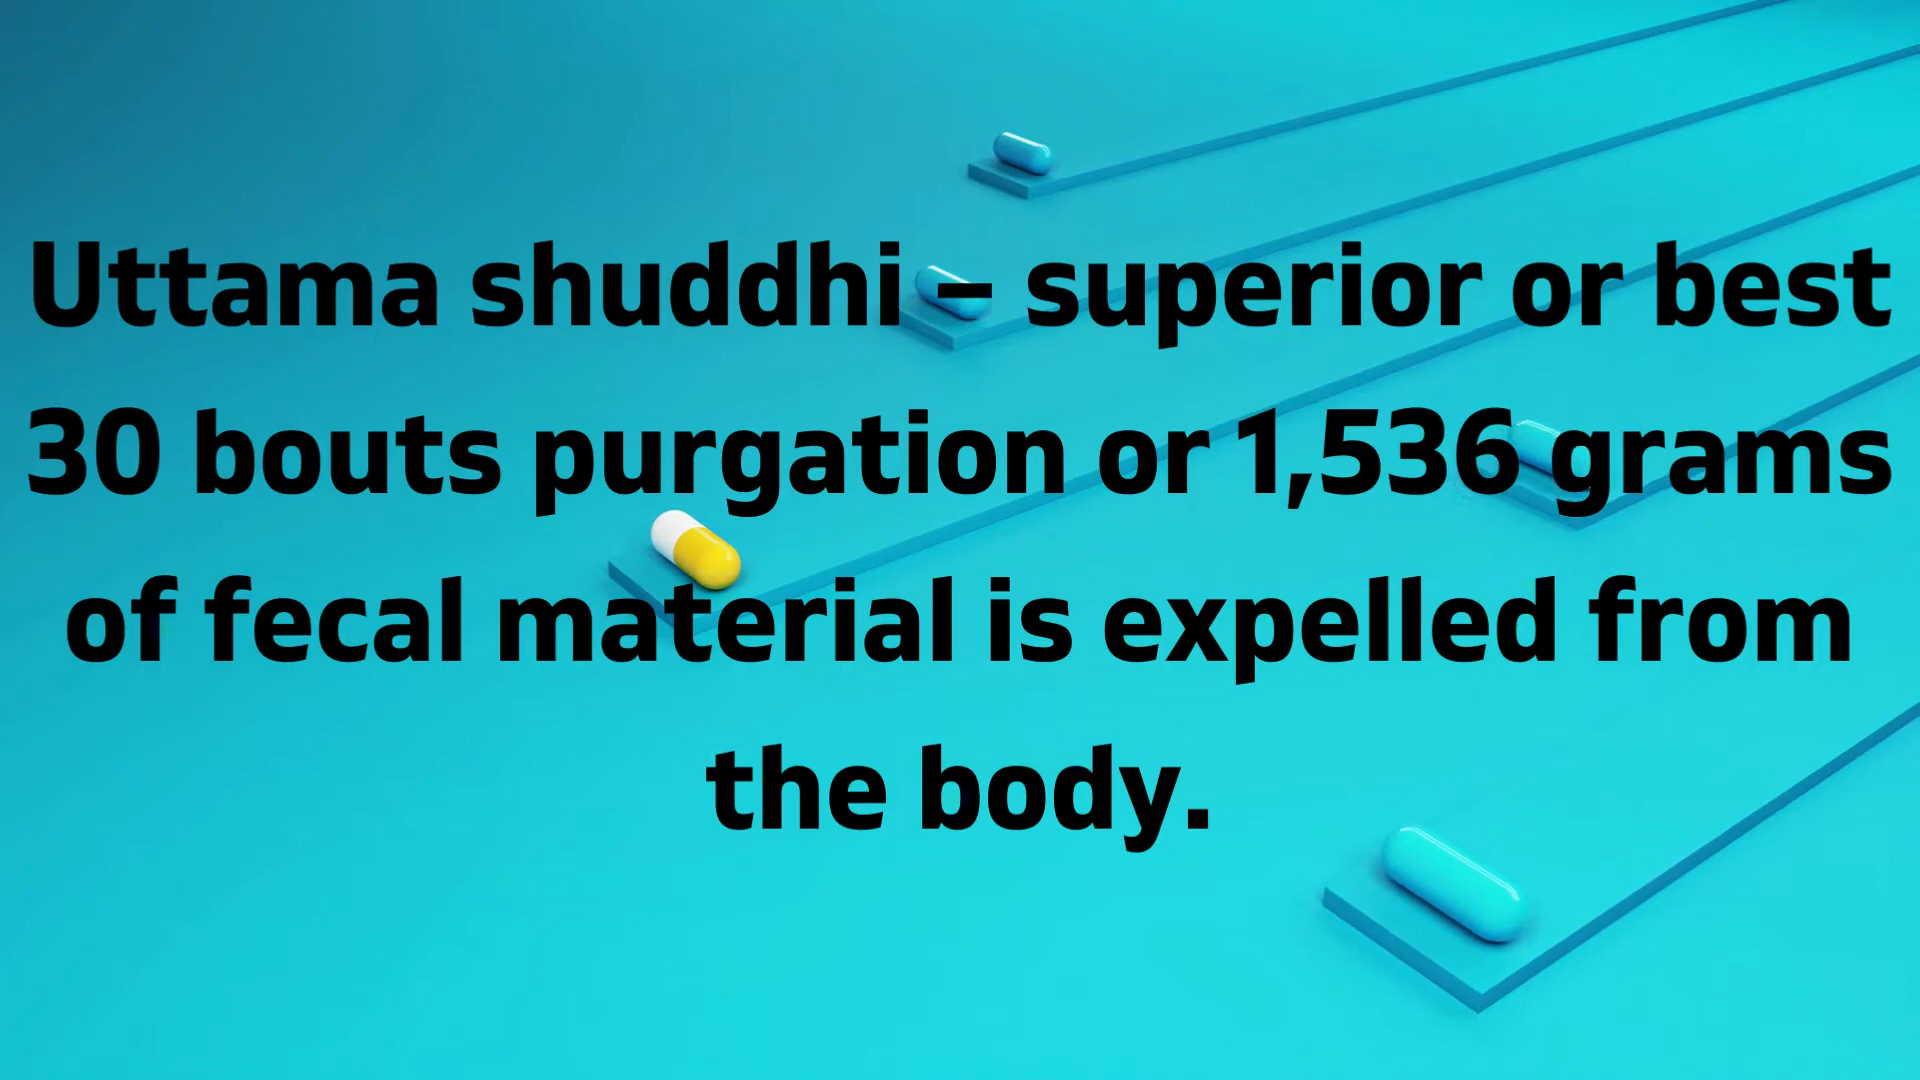 Uttama shuddhi – superior or best
30 bouts purgation or 1,536 grams
of fecal material is expelled from
the body.